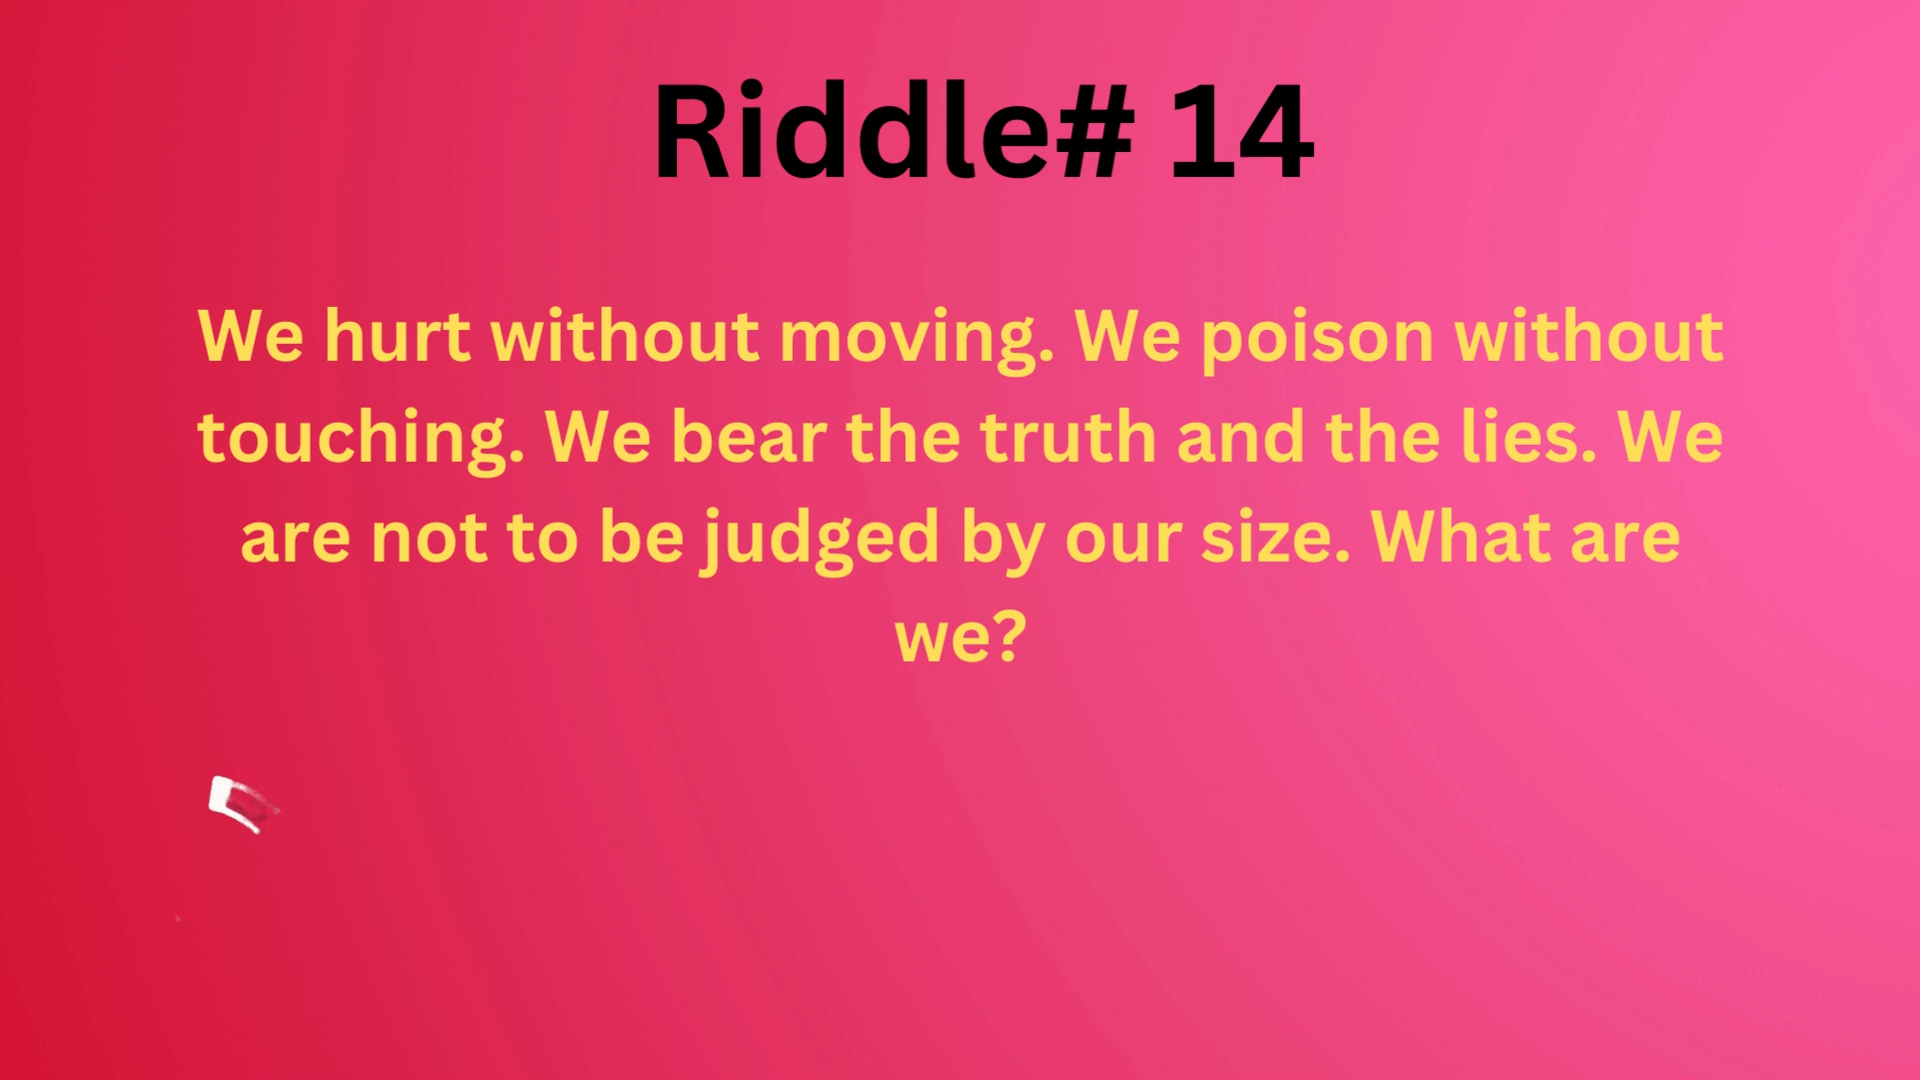 Riddle# 14
We hurt without moving. We poison without
touching. We bear the truth and the lies. We
are not to be judged by our size. What are
we?